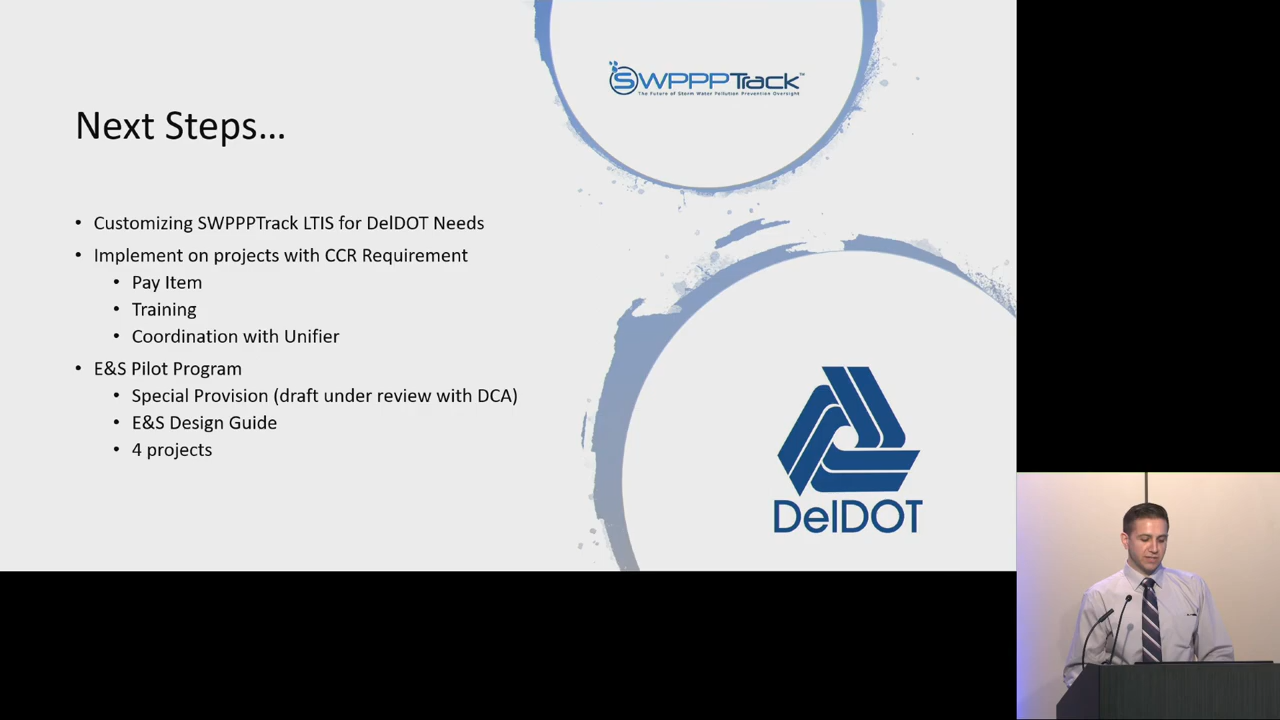 SWPPPTrack™
The Future of Storm Water Pollution Prevention Oversight
Next Steps...
• Customizing SWPPPTrack LTIS for DelDOT Needs
• Implement on projects with CCR Requirement
• Pay Item
• Training
• Coordination with Unifier
• E&S Pilot Program
• Special Provision (draft under review with DCA)
• E&S Design Guide
• 4 projects
DelDOT